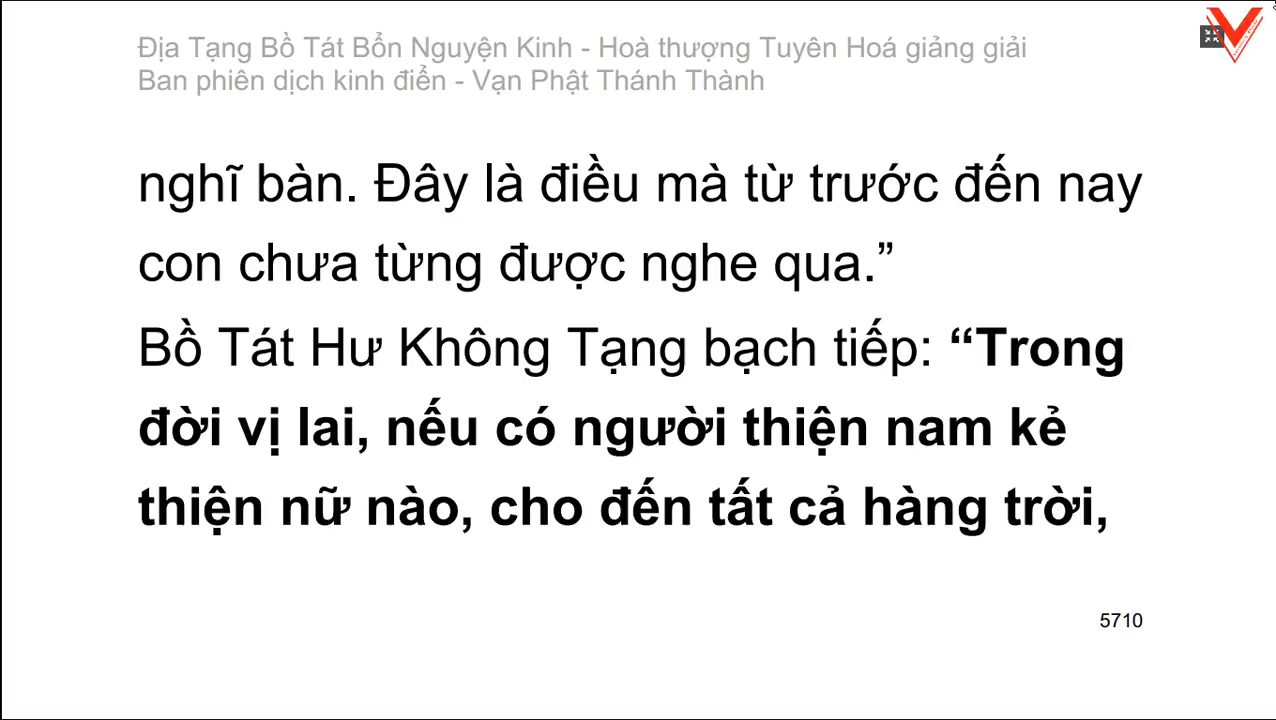 Địa Tạng Bồ Tát Bổn Nguyện Kinh - Hoà thượng Tuyên Hoá giảng giải
Ban phiên dịch kinh điển - Vạn Phật Thánh Thành
nghĩ bàn. Đây là điều mà từ trước đến nay
con chưa từng được nghe qua.”
Bồ Tát Hư Không Tạng bạch tiếp: “Trong
đời vị lai, nếu có người thiện nam kẻ
thiện nữ nào, cho đến tất cả hàng trời,
5710